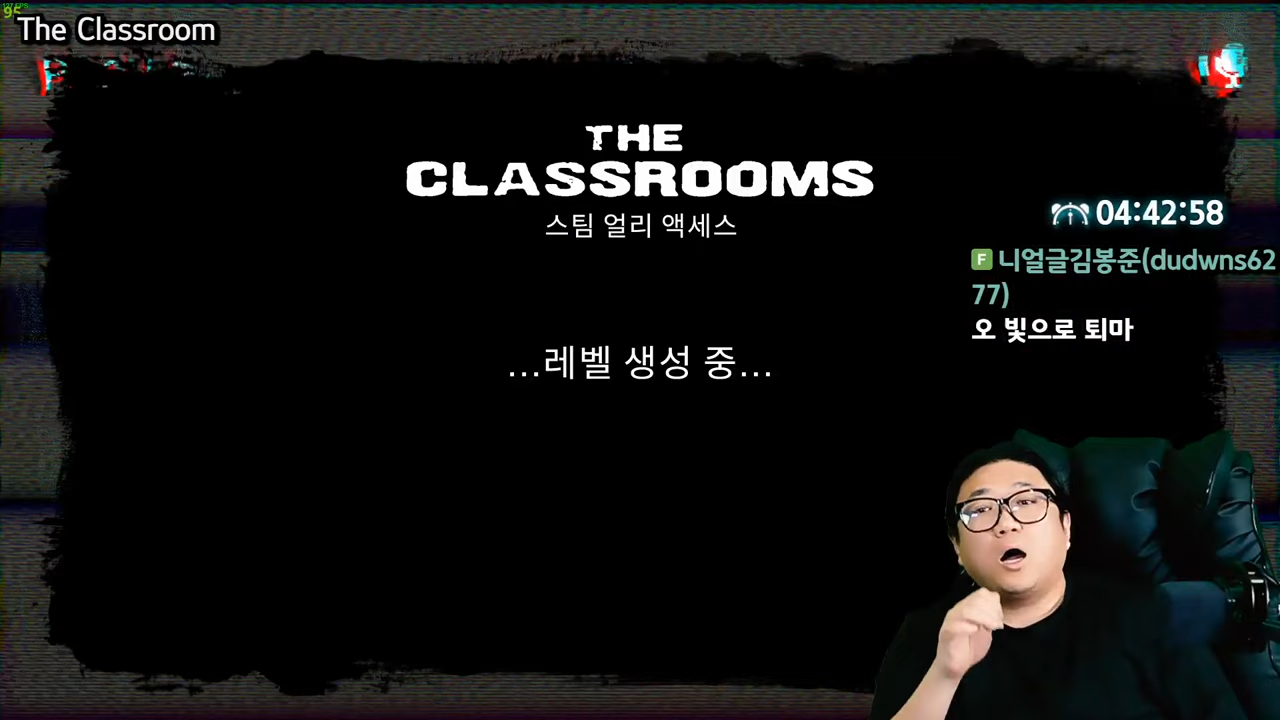 The Classroom
THE
CLASSROOMS
스팀 얼리 액세스
04:42:58
F 니얼글김봉준(dudwns62
77)
오 빛으로 퇴마
...레벨 생성 중...